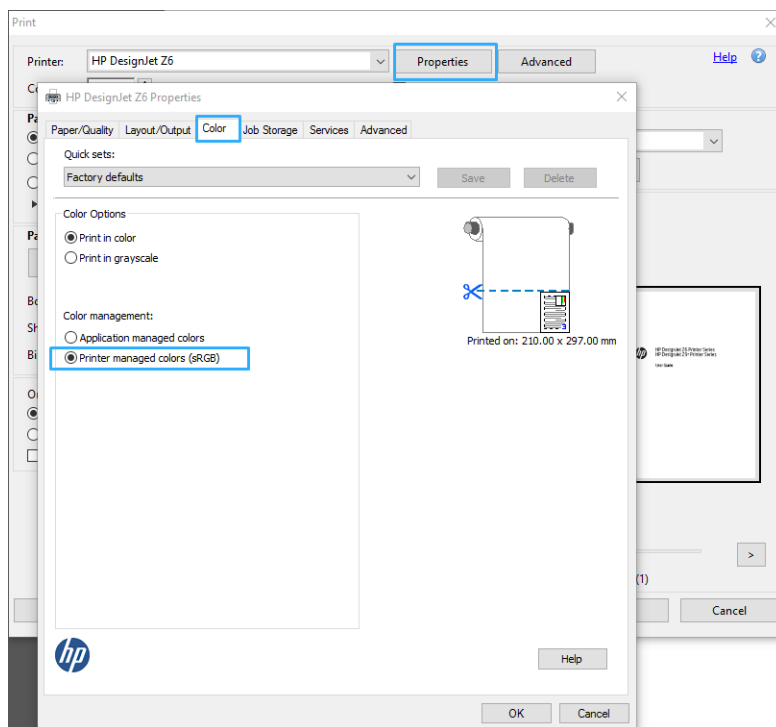 Print
Printer: HP DesignJet Z6 Properties Advanced Help ?
HP DesignJet Z6 Properties
Paper/Quality Layout/Output Color Job Storage Services Advanced
Quick sets:
Factory defaults Save Delete
Color Options
Print in color
Print in grayscale
Color management:
Application managed colors
Printer managed colors (sRGB)
Printed on: 210.00 x 297.00 mm
HP DesignJet Z6 Printer Series
HP DesignJet Z9+ Printer Series
User Guide
>
(1)
Cancel
hp
Help
OK Cancel